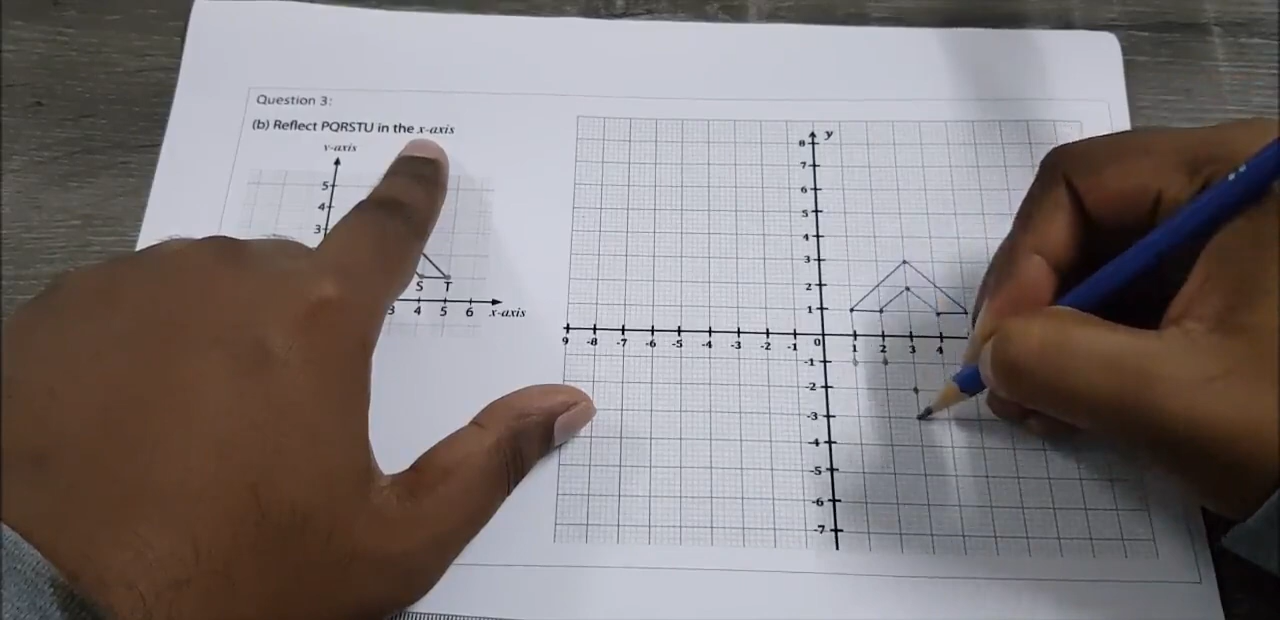 Question 3:
(b) Reflect PQRSTU in the x-axis
y-axis
5
4
3
S T
3 4 5 6 x-axis
y
8
7
6
5
4
3
2
1
9 -8 -7 -6 -5 -4 -3 -2 -1 0 1 2 3 4
-1
-2
-3
-4
-5
-6
-7